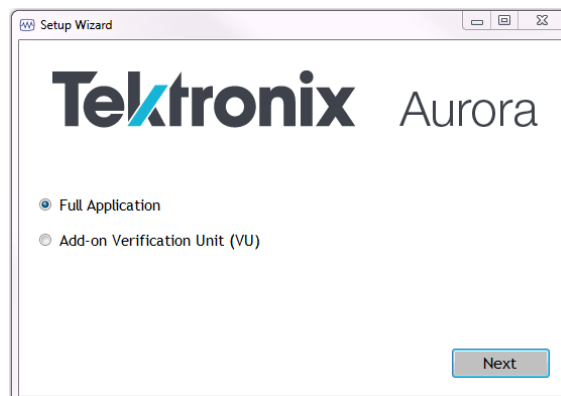 Setup Wizard
Tektronix Aurora
Full Application
Add-on Verification Unit (VU)
Next